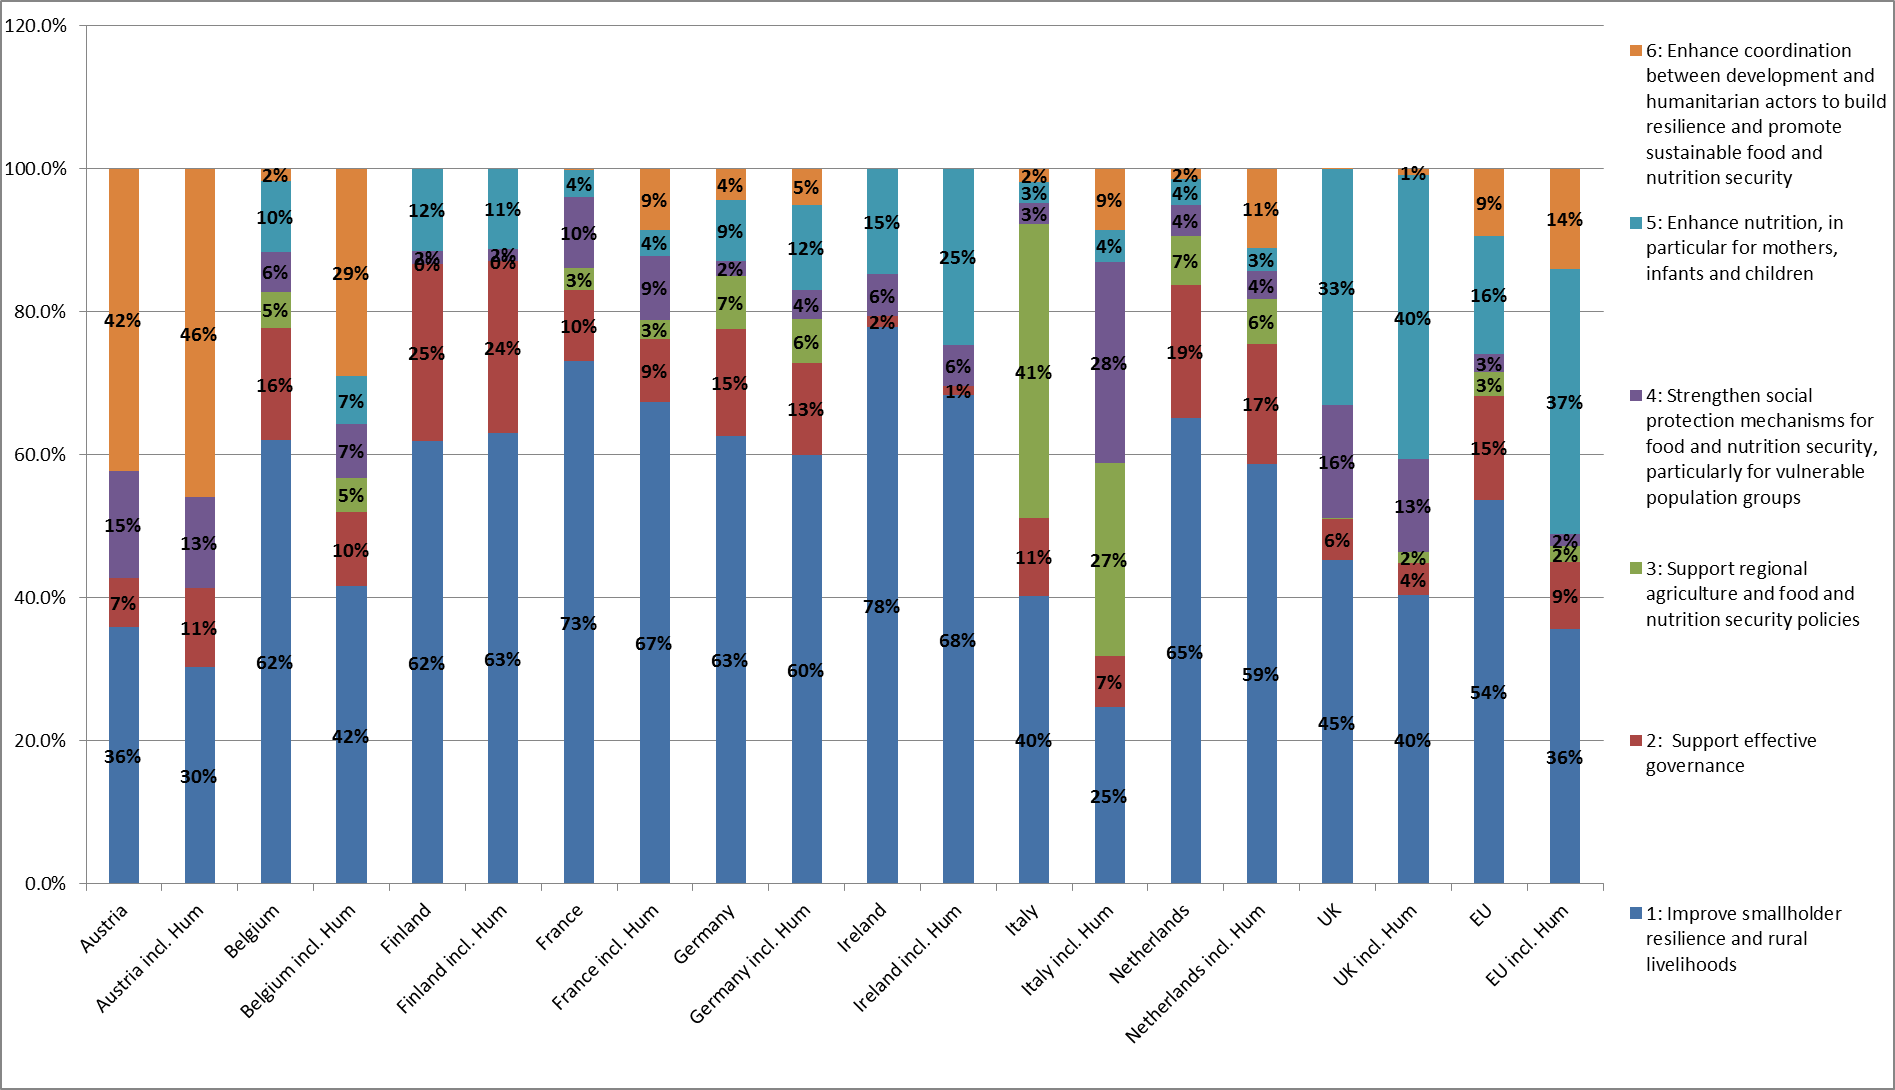 120.0%
100.0%
80.0%
60.0%
40.0%
20.0%
0.0%
36%
7%
15%
42%
30%
11%
13%
46%
62%
16%
5%
6%
10%
2%
42%
10%
5%
7%
7%
29%
62%
25%
0%
2%
12%
63%
24%
0%
2%
11%
73%
10%
3%
10%
4%
67%
9%
3%
9%
4%
9%
63%
15%
7%
2%
9%
4%
60%
13%
6%
4%
12%
5%
78%
2%
6%
15%
68%
1%
6%
25%
40%
11%
41%
3%
3%
2%
25%
7%
27%
28%
4%
9%
65%
19%
7%
4%
4%
2%
59%
17%
6%
4%
3%
11%
45%
6%
16%
33%
40%
4%
2%
13%
40%
1%
54%
15%
3%
3%
16%
9%
36%
9%
2%
2%
37%
14%
Austria
Austria incl. Hum
Belgium
Belgium incl. Hum
Finland
Finland incl. Hum
France
France incl. Hum
Germany
Germany incl. Hum
Ireland
Ireland incl. Hum
Italy
Italy incl. Hum
Netherlands
Netherlands incl. Hum
UK
UK incl. Hum
EU
EU incl. Hum
6: Enhance coordination
between development and
humanitarian actors to build
resilience and promote
sustainable food and
nutrition security
5: Enhance nutrition, in
particular for mothers,
infants and children
4: Strengthen social
protection mechanisms for
food and nutrition security,
particularly for vulnerable
population groups
3: Support regional
agriculture and food and
nutrition security policies
2:  Support effective
governance
1: Improve smallholder
resilience and rural
livelihoods